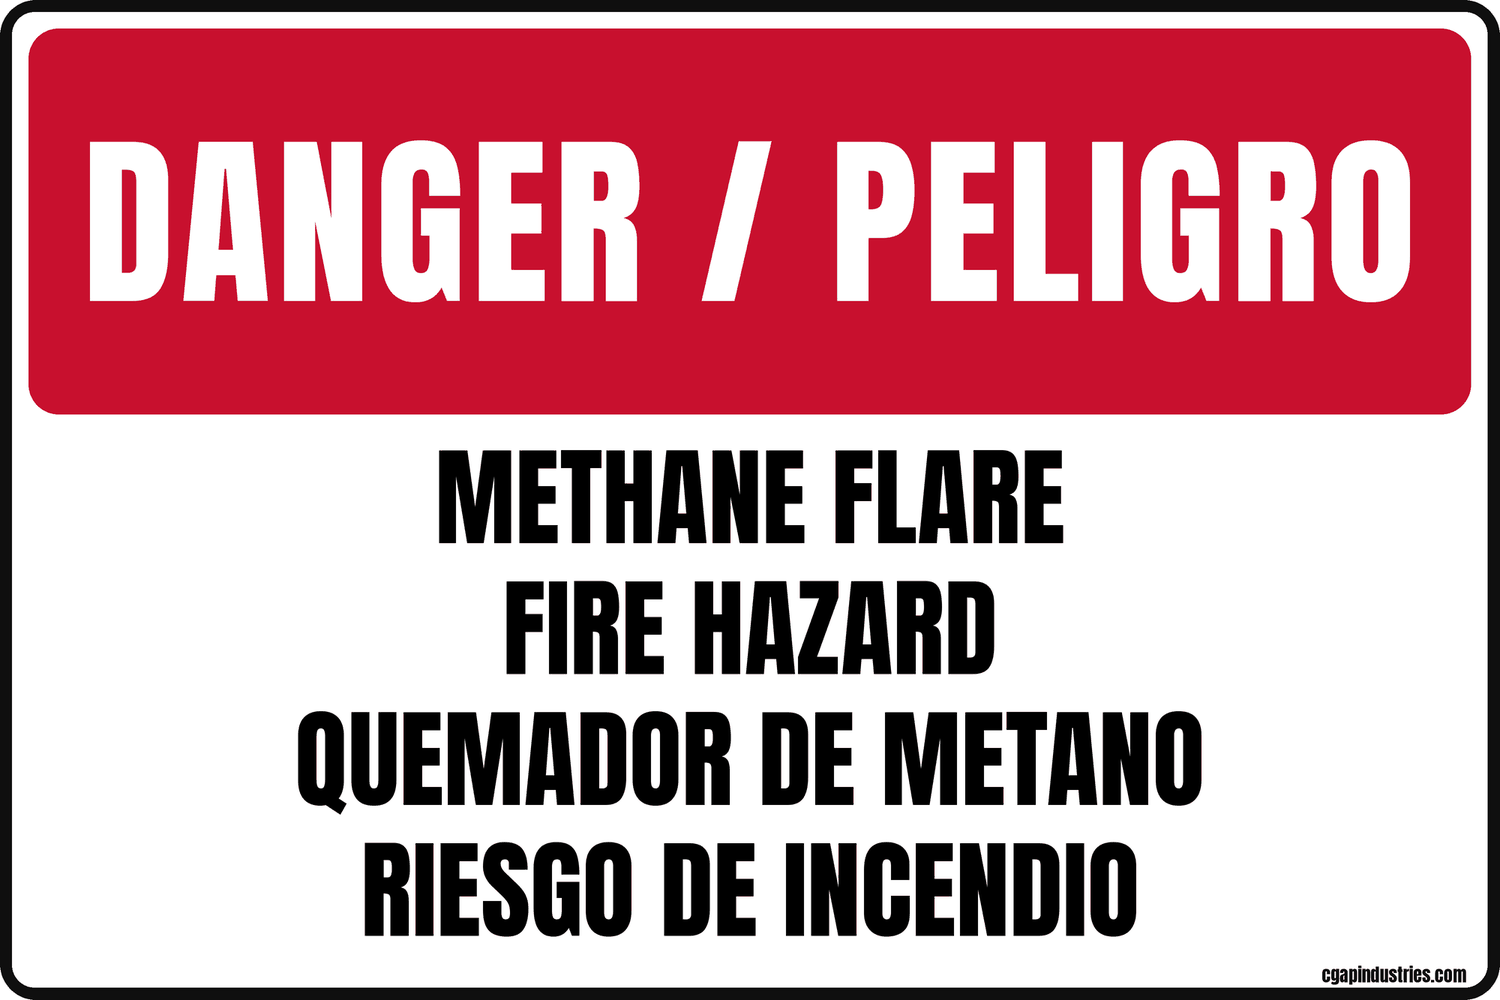 DANGER / PELIGRO
METHANE FLARE
FIRE HAZARD
QUEMADOR DE METANO
RIESGO DE INCENDIO
cgapindustries.com